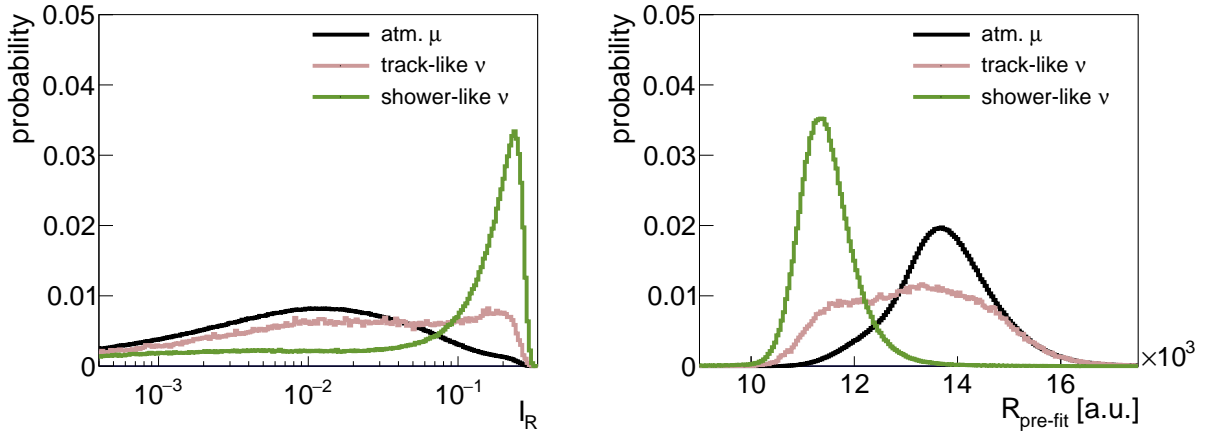 probability
0.05
0.04
0.03
0.02
0.01
0
atm. μ
track-like ν
shower-like ν
10⁻³
10⁻²
10⁻¹
I_R
probability
0.05
0.04
0.03
0.02
0.01
0
atm. μ
track-like ν
shower-like ν
10
12
14
16
×10³
R_pre-fit [a.u.]